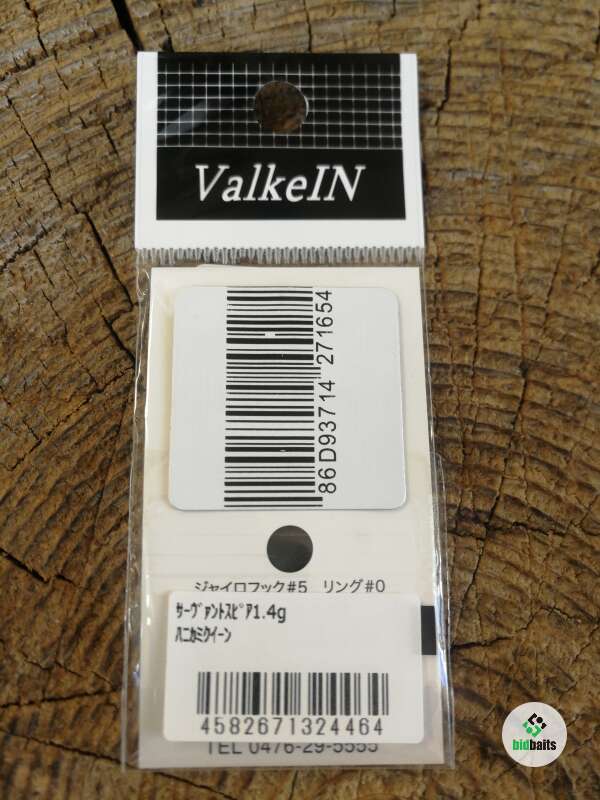 ValkeIN
86D93714 271654
ジャイロフック#5 リング#0
ｻｰｳﾞｧﾝﾄｽﾋﾟｱ1.4g
ﾊﾆｶﾐｸｲｰﾝ
4582671324464
TEL 0476-29-5555
bidbaits